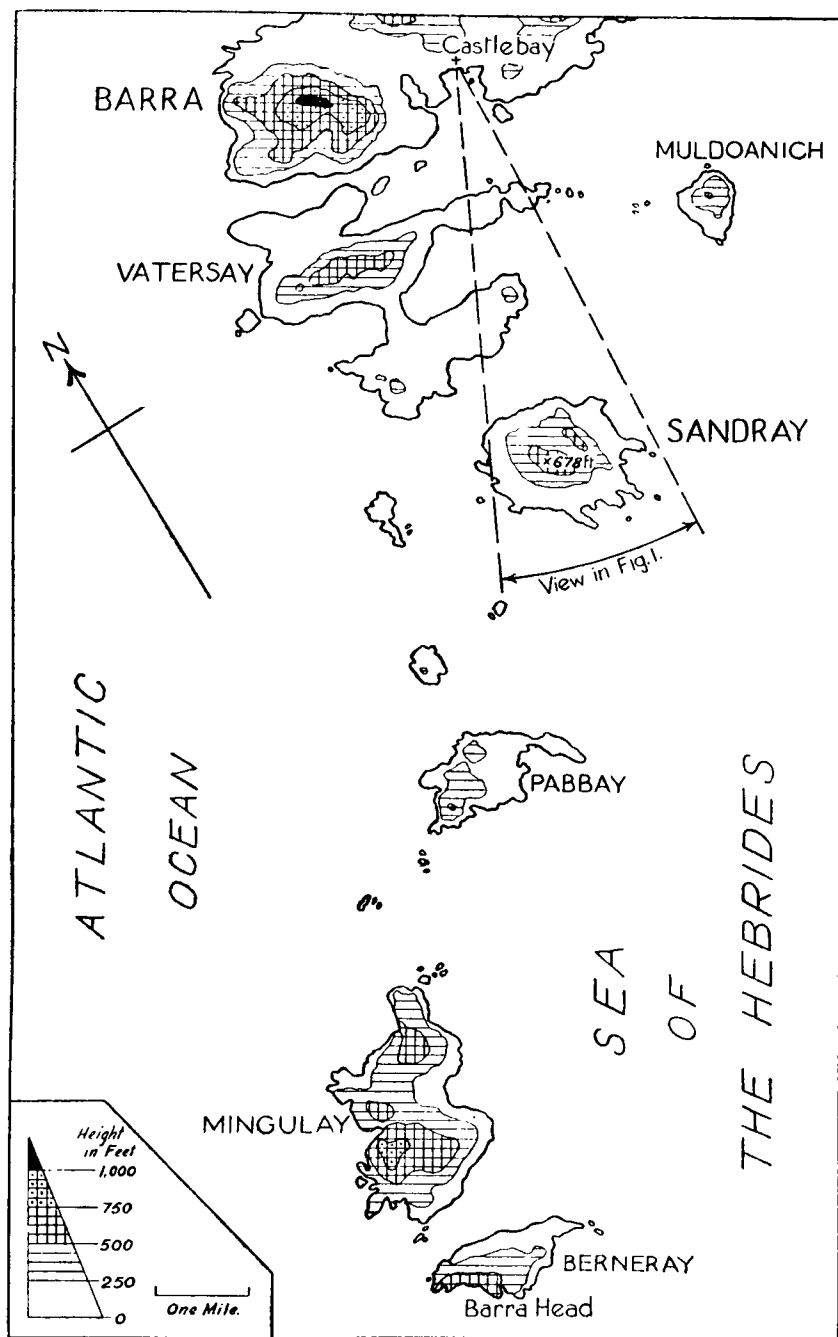 Castlebay
BARRA
MULDOANICH
VATERSAY
N
SANDRAY
×678ft
View in Fig.1.
ATLANTIC
OCEAN
PABBAY
SEA
OF
THE HEBRIDES
MINGULAY
BERNERAY
Barra Head
Height
in Feet
1,000
750
500
250
0
One Mile.